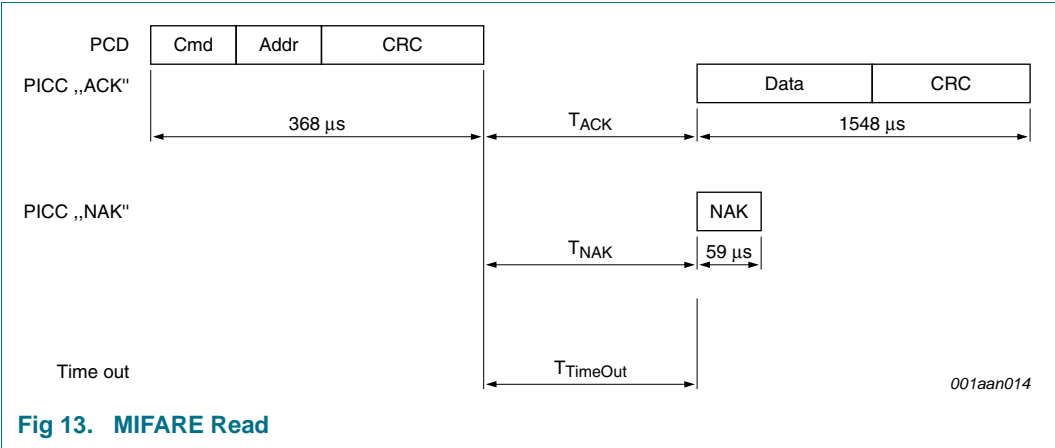 PCD Cmd Addr CRC
PICC ,,ACK" Data CRC
368 µs TACK 1548 µs
PICC ,,NAK" NAK
TNAK 59 µs
Time out TTimeOut
001aan014
Fig 13. MIFARE Read